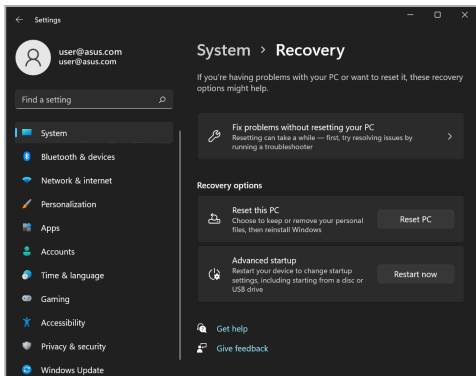 Settings
user@asus.com
user@asus.com
Find a setting
System
Bluetooth & devices
Network & internet
Personalization
Apps
Accounts
Time & language
Gaming
Accessibility
Privacy & security
Windows Update
System > Recovery
If you're having problems with your PC or want to reset it, these recovery
options might help.
Fix problems without resetting your PC
Resetting can take a while — first, try resolving issues by
running a troubleshooter
Recovery options
Reset this PC
Choose to keep or remove your personal
files, then reinstall Windows
Reset PC
Advanced startup
Restart your device to change startup
settings, including starting from a disc or
USB drive
Restart now
Get help
Give feedback